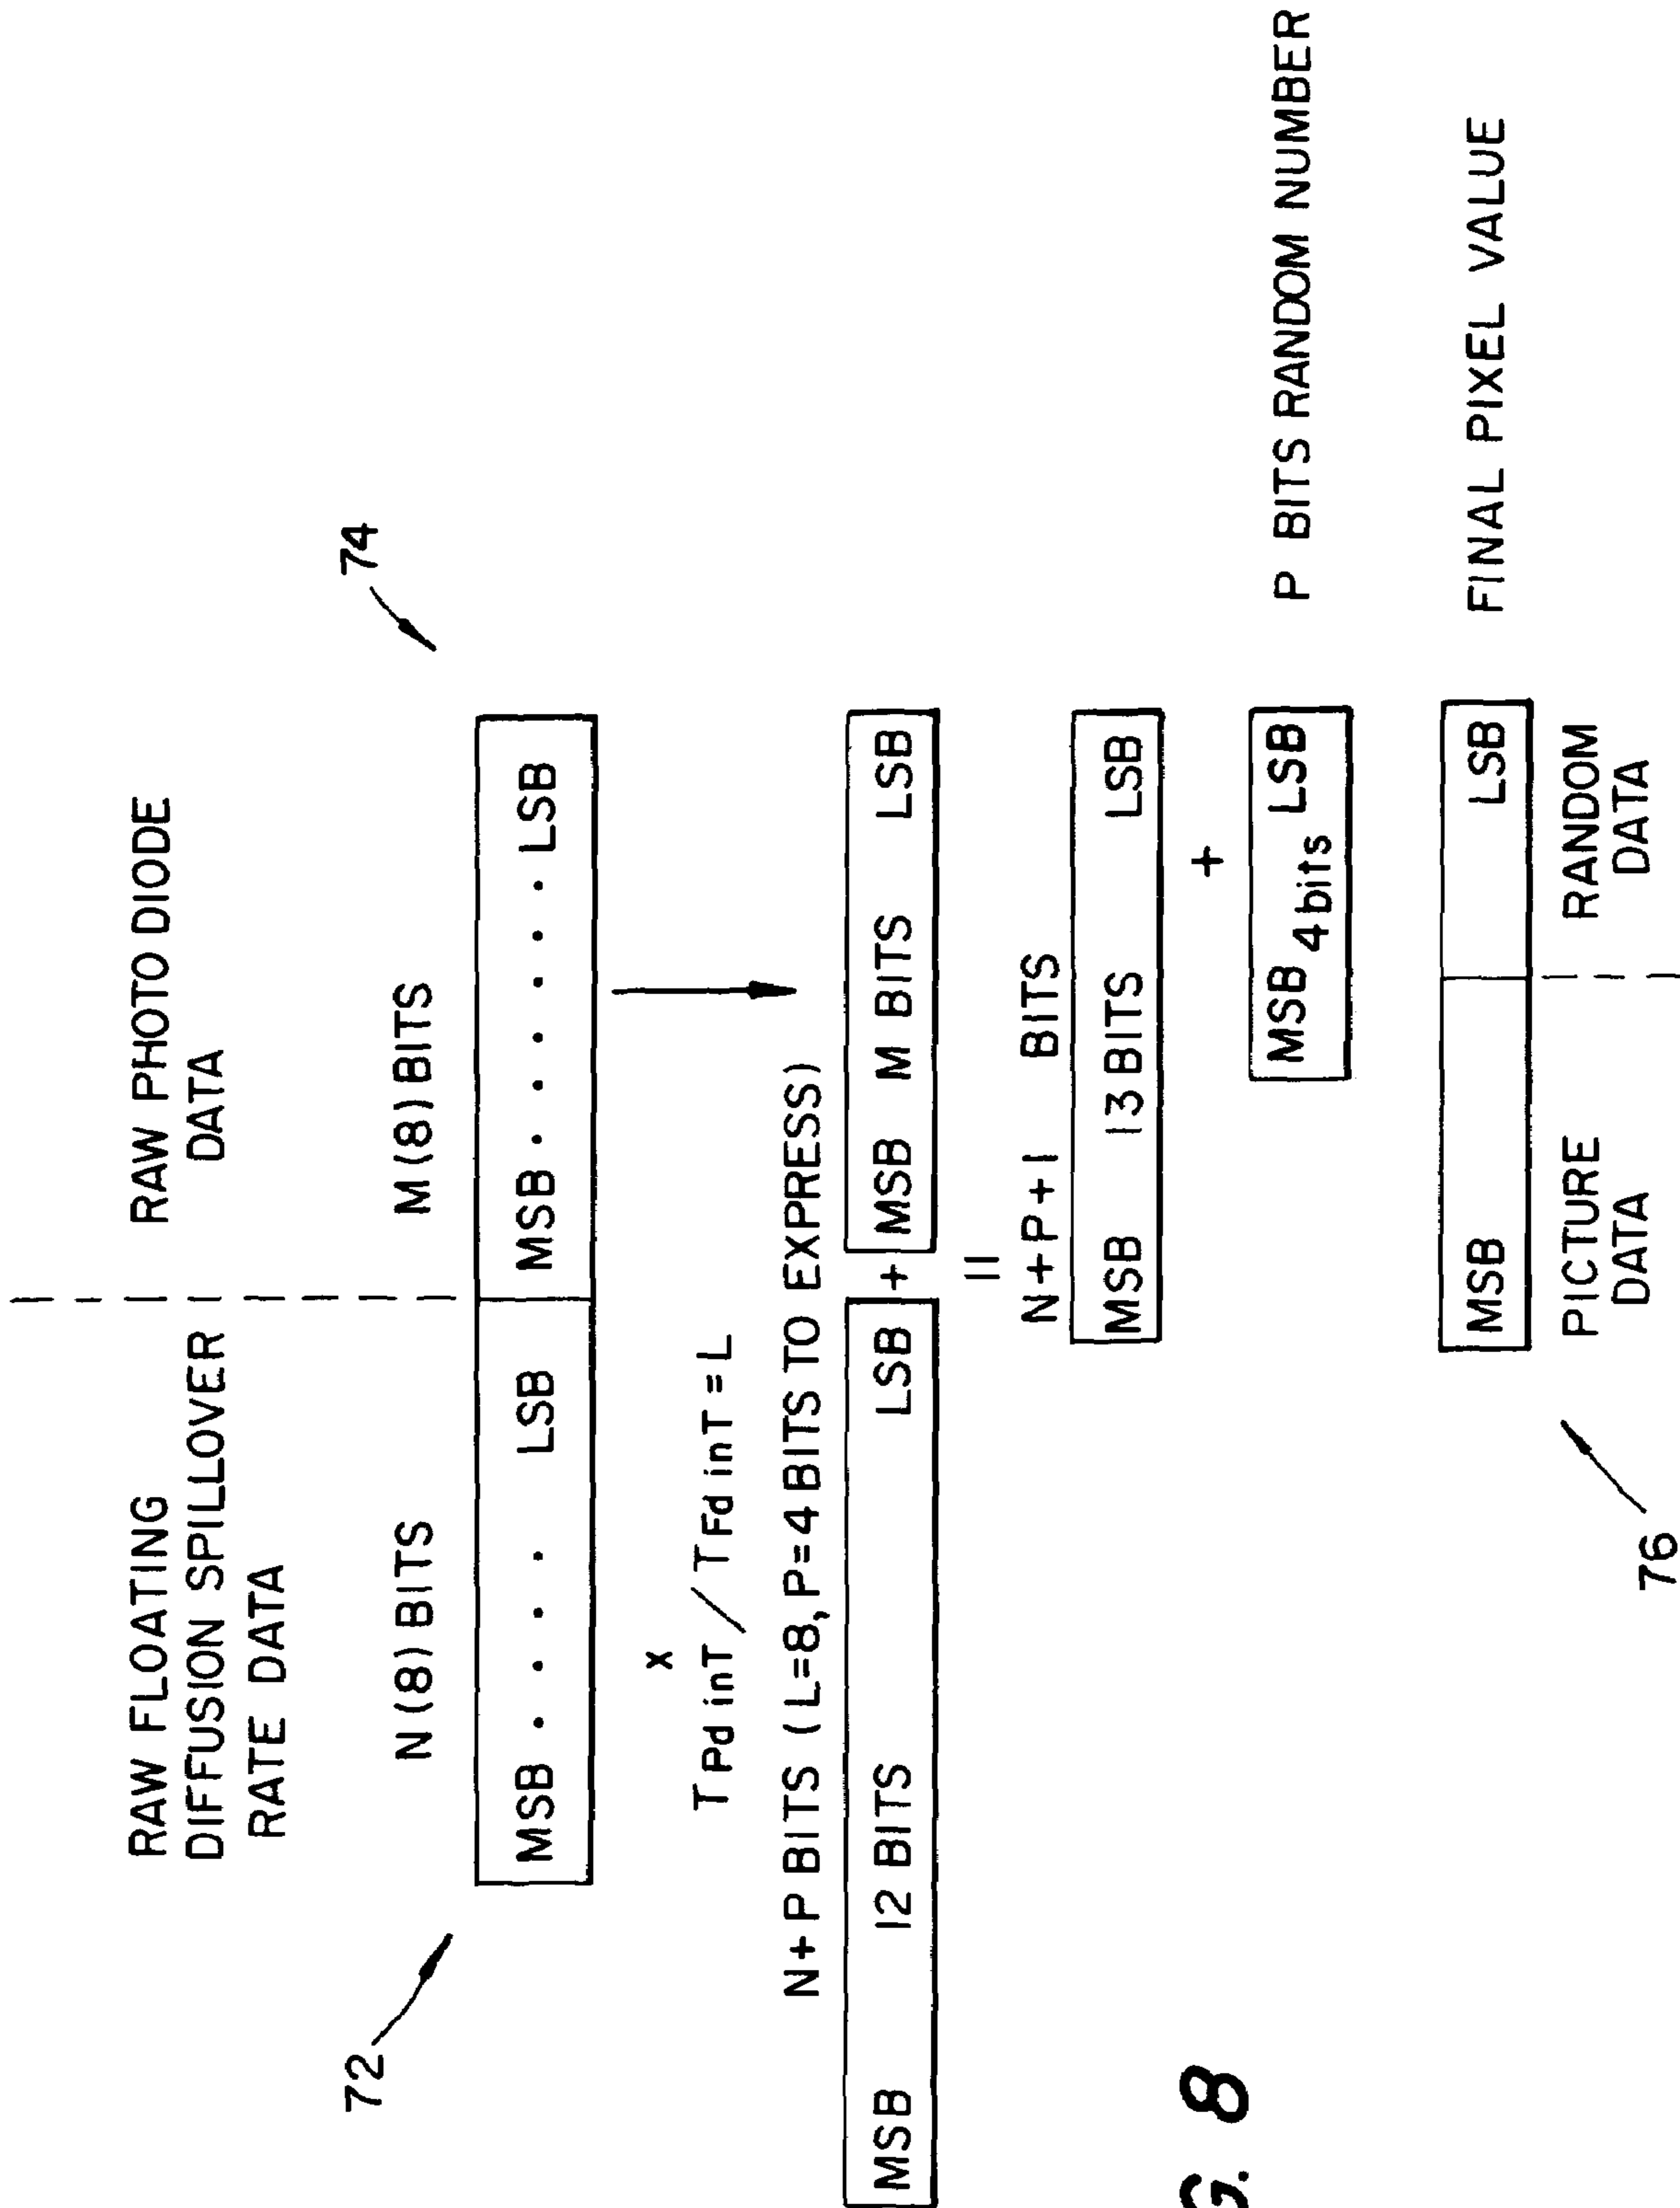 RAW FLOATING
DIFFUSION SPILLOVER
RATE DATA
RAW PHOTO DIODE
DATA
72
N (8) BITS
M (8) BITS
74
MSB . . . . LSB
MSB . . . . . . LSB
x
TPd inT / TFd inT = L
N+P BITS (L=8, P=4 BITS TO EXPRESS)
MSB 12 BITS LSB + MSB M BITS LSB
=
N+P+1 BITS
MSB 13 BITS LSB
+
MSB 4 bits LSB
P BITS RANDOM NUMBER
76
MSB LSB
FINAL PIXEL VALUE
PICTURE
DATA
RANDOM
DATA
G. 8